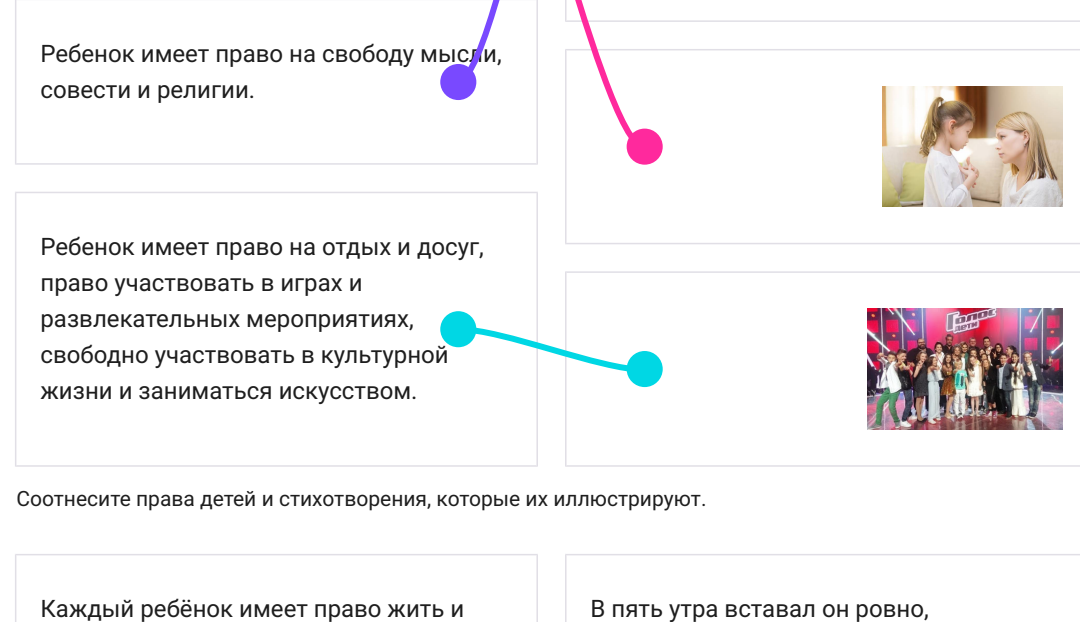 Ребенок имеет право на свободу мысли,
совести и религии.
Ребенок имеет право на отдых и досуг,
право участвовать в играх и
развлекательных мероприятиях,
свободно участвовать в культурной
жизни и заниматься искусством.
Голос
дети
Соотнесите права детей и стихотворения, которые их иллюстрируют.
Каждый ребёнок имеет право жить и
В пять утра вставал он ровно,